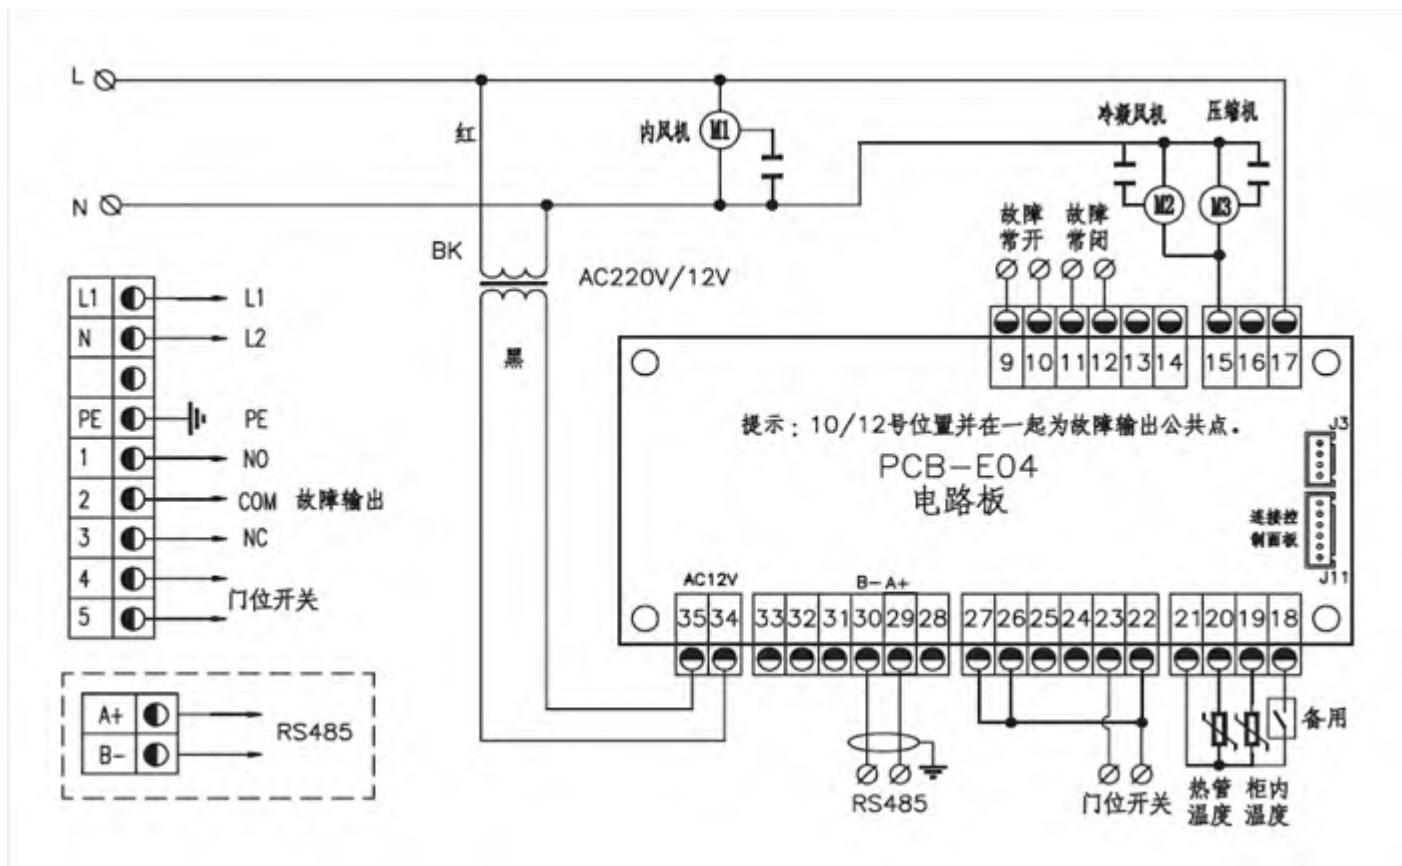 L
红
内风机
M1
冷凝风机
压缩机
N
BK
AC220V/12V
M2
M3
故障
常开
故障
常闭
L1
L1
N
L2
黑
PE
PE
1
NO
2
COM 故障输出
3
NC
4
门位开关
5
A+
B-
RS485
9 10 11 12 13 14
15 16 17
提示：10/12号位置并在一起为故障输出公共点。
J3
PCB-E04
电路板
连接控
制面板
J11
AC12V
B- A+
35 34
33 32 31 30 29 28
27 26 25 24 23 22
21 20 19 18
备用
RS485
门位开关
热管
温度
柜内
温度